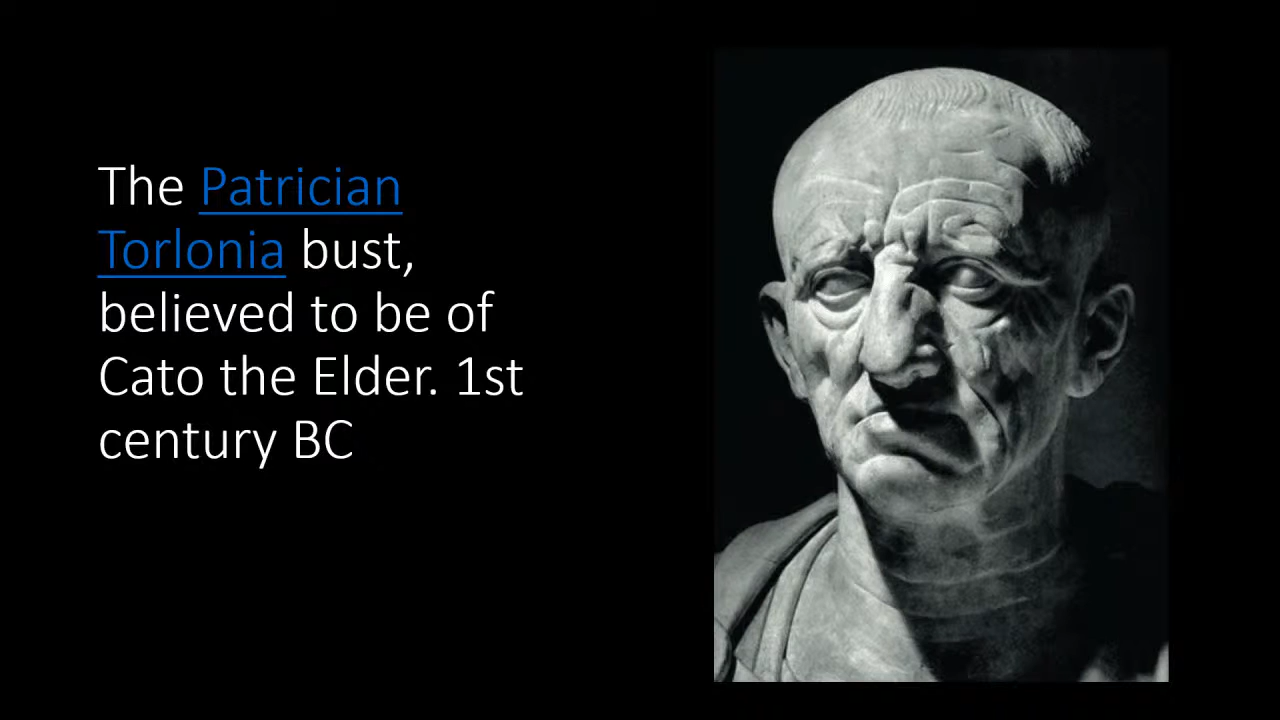 The Patrician
Torlonia bust,
believed to be of
Cato the Elder. 1st
century BC